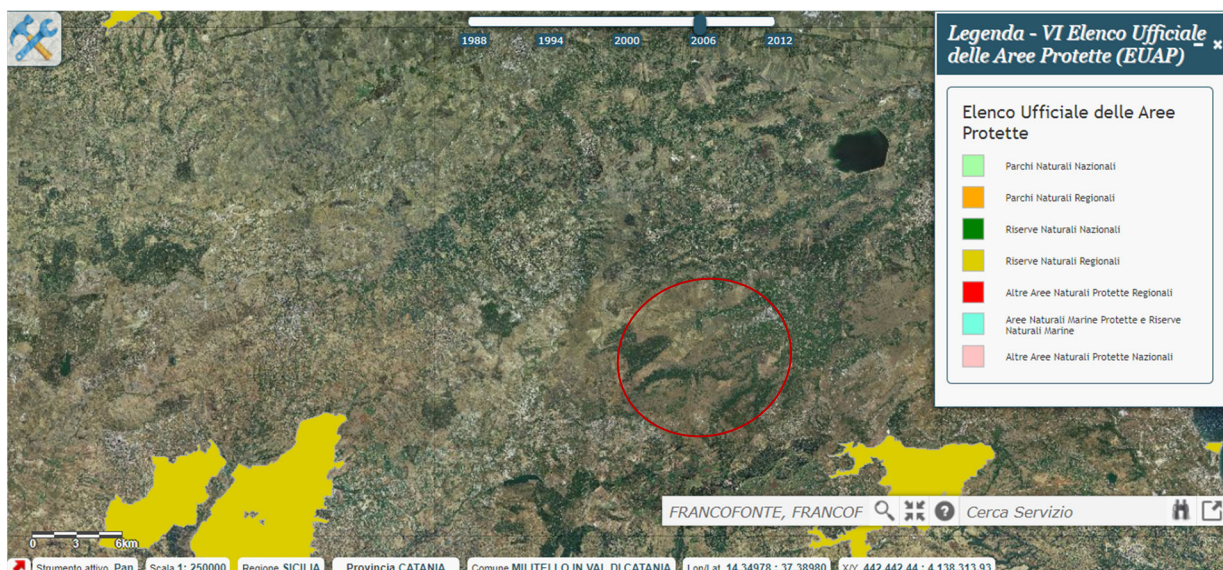 1988 1994 2000 2006 2012
Legenda - VI Elenco Ufficiale
delle Aree Protette (EUAP)
Elenco Ufficiale delle Aree
Protette
Parchi Naturali Nazionali
Parchi Naturali Regionali
Riserve Naturali Nazionali
Riserve Naturali Regionali
Altre Aree Naturali Protette Regionali
Aree Naturali Marine Protette e Riserve
Naturali Marine
Altre Aree Naturali Protette Nazionali
FRANCOFONTE, FRANCOF
Cerca Servizio
0 3 6km
Strumento attivo Pan Scala 1: 250000 Regione SICILIA Provincia CATANIA Comune MILITELLO IN VAL DI CATANIA Lon/Lat 14,34978 : 37,38980 X/Y 442.442,44 : 4.138.313,93